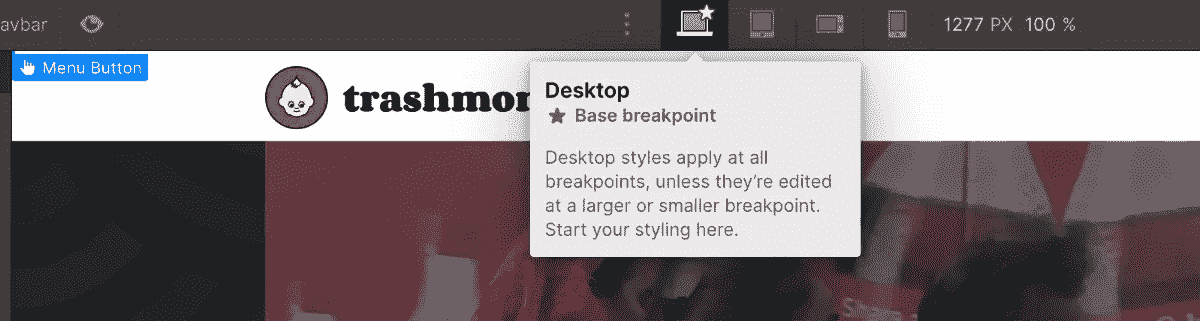 avbar
1277 PX 100 %
Menu Button
trashmon
Desktop
Base breakpoint
Desktop styles apply at all
breakpoints, unless they're edited
at a larger or smaller breakpoint.
Start your styling here.